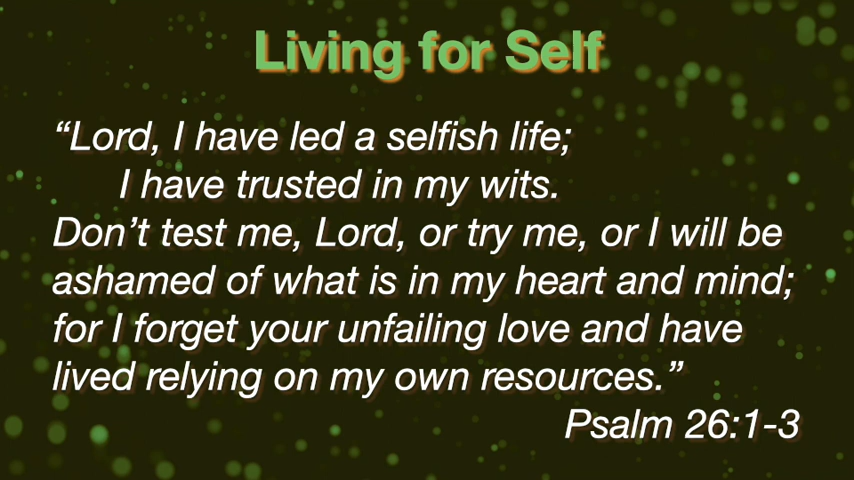 Living for Self
“Lord, I have led a selfish life;
I have trusted in my wits.
Don’t test me, Lord, or try me, or I will be
ashamed of what is in my heart and mind;
for I forget your unfailing love and have
lived relying on my own resources.”
Psalm 26:1-3